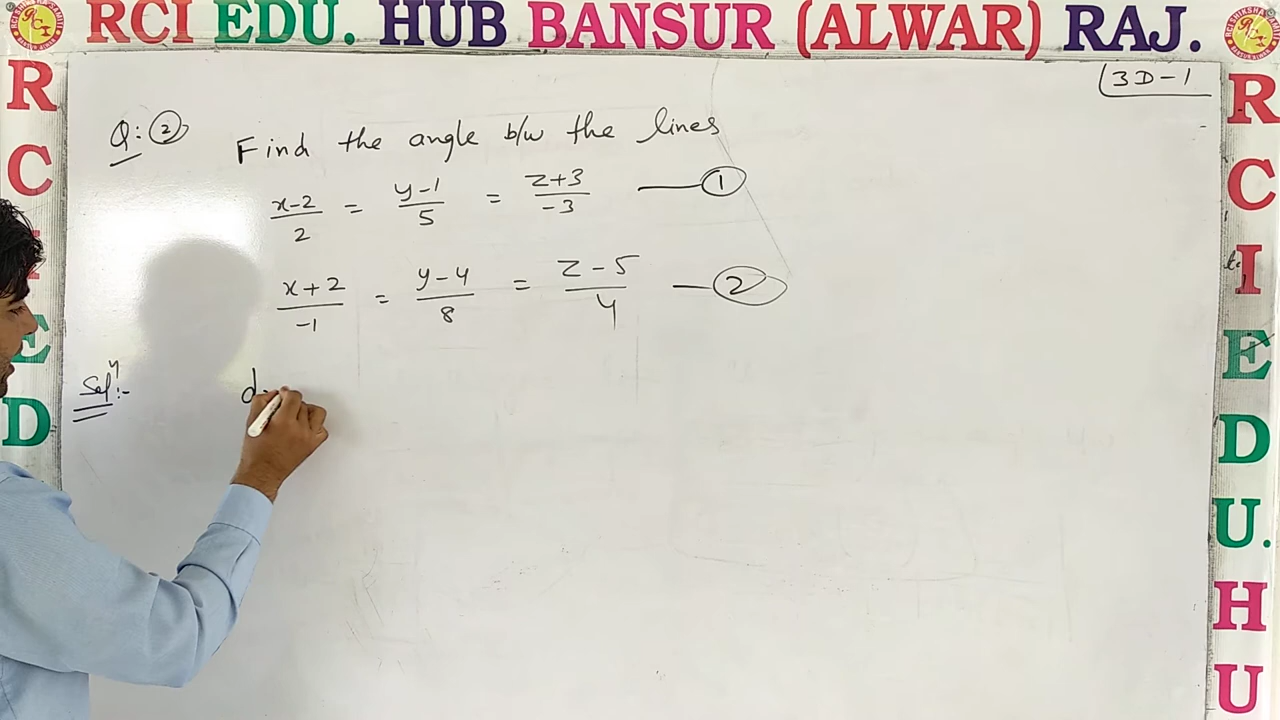 RCI EDU. HUB BANSUR (ALWAR) RAJ.
3D-1
Q:② Find the angle b/w the lines
x-2/2 = y-1/5 = z+3/-3 — ①
x+2/-1 = y-4/8 = z-5/4 — ②
Solⁿ:- d
R
C
I
E
D
R
C
I
E
D
U.
H
U